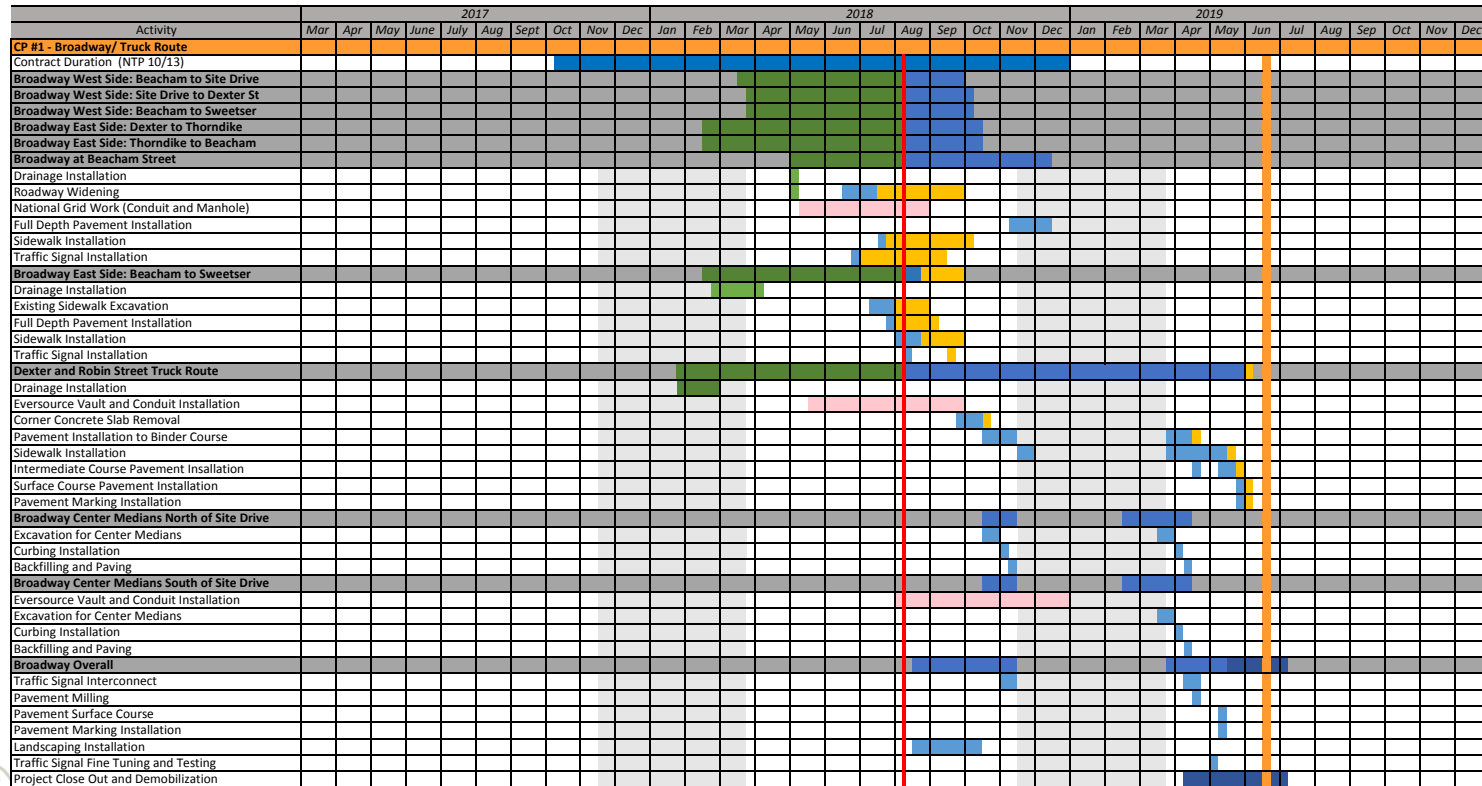 2017 2018 2019
Activity Mar Apr May June July Aug Sept Oct Nov Dec Jan Feb Mar Apr May Jun Jul Aug Sep Oct Nov Dec Jan Feb Mar Apr May Jun Jul Aug Sep Oct Nov Dec
CP #1 - Broadway/ Truck Route
Contract Duration (NTP 10/13)
Broadway West Side: Beacham to Site Drive
Broadway West Side: Site Drive to Dexter St
Broadway West Side: Beacham to Sweetser
Broadway East Side: Dexter to Thorndike
Broadway East Side: Thorndike to Beacham
Broadway at Beacham Street
Drainage Installation
Roadway Widening
National Grid Work (Conduit and Manhole)
Full Depth Pavement Installation
Sidewalk Installation
Traffic Signal Installation
Broadway East Side: Beacham to Sweetser
Drainage Installation
Existing Sidewalk Excavation
Full Depth Pavement Installation
Sidewalk Installation
Traffic Signal Installation
Dexter and Robin Street Truck Route
Drainage Installation
Eversource Vault and Conduit Installation
Corner Concrete Slab Removal
Pavement Installation to Binder Course
Sidewalk Installation
Intermediate Course Pavement Insallation
Surface Course Pavement Installation
Pavement Marking Installation
Broadway Center Medians North of Site Drive
Excavation for Center Medians
Curbing Installation
Backfilling and Paving
Broadway Center Medians South of Site Drive
Eversource Vault and Conduit Installation
Excavation for Center Medians
Curbing Installation
Backfilling and Paving
Broadway Overall
Traffic Signal Interconnect
Pavement Milling
Pavement Surface Course
Pavement Marking Installation
Landscaping Installation
Traffic Signal Fine Tuning and Testing
Project Close Out and Demobilization